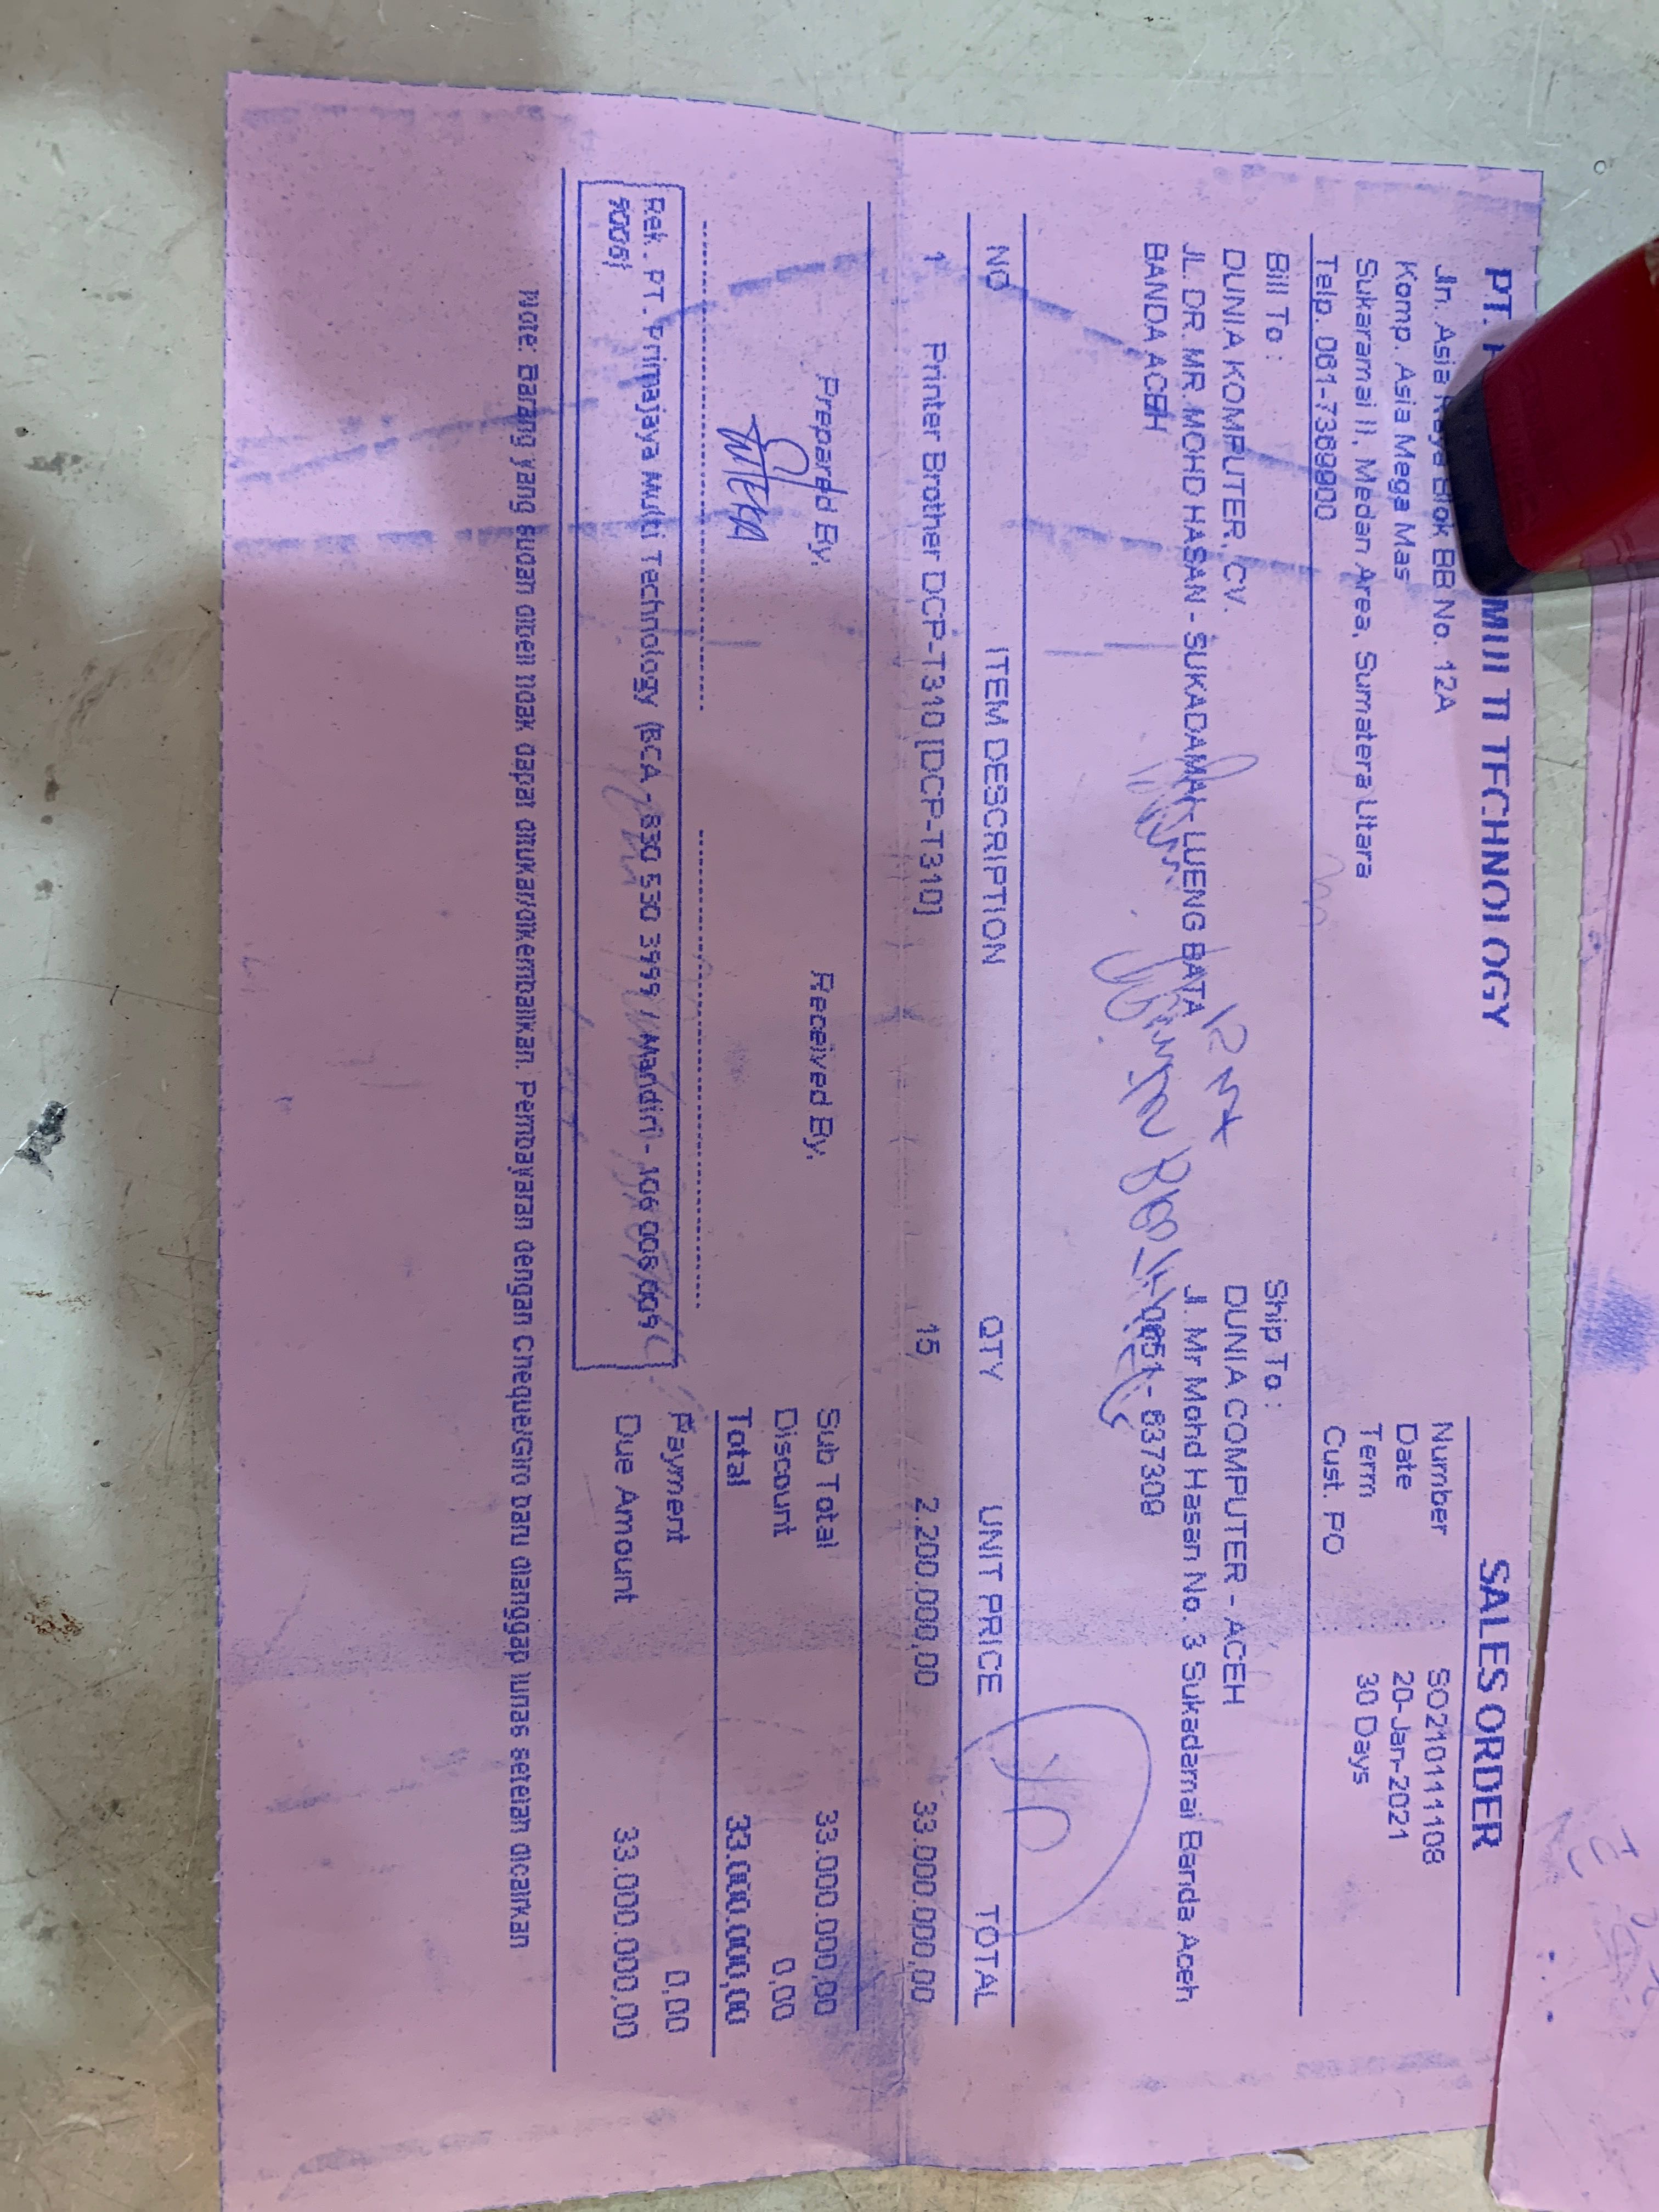 SALES ORDER
TECHNOLOGY
Jln. Asia Raya Blok BB No. 12A
Komp. Asia Mega Mas
Sukaramai II, Medan Area, Sumatera Utara
Telp. 061-7369900
Number : SO210111108
Date : 20-Jan-2021
Term : 30 Days
Cust. PO :
Bill To :
DUNIA KOMPUTER, CV.
JL. DR. MR. MOHD HASAN - SUKADAMAI - LUENG BATA
BANDA ACEH
Ship To :
DUNIA COMPUTER - ACEH
Jl. Mr Mohd Hasan No. 3 Sukadamai Banda Aceh
0651 - 637308
NO ITEM DESCRIPTION QTY UNIT PRICE TOTAL
1 Printer Brother DCP-T310 [DCP-T310] 15 2.200.000,00 33.000.000,00
Prepared By, Received By,
Sub Total 33.000.000,00
Discount 0,00
Total 33.000.000,00
Payment 0,00
Due Amount 33.000.000,00
Rek. PT. Primajaya Multi Technology (BCA - 830 530 3999 / Mandiri - 106 006 009
Note: Barang yang sudah dibeli tidak dapat ditukar/dikembalikan. Pembayaran dengan Cheque/Giro baru dianggap lunas setelah dicairkan